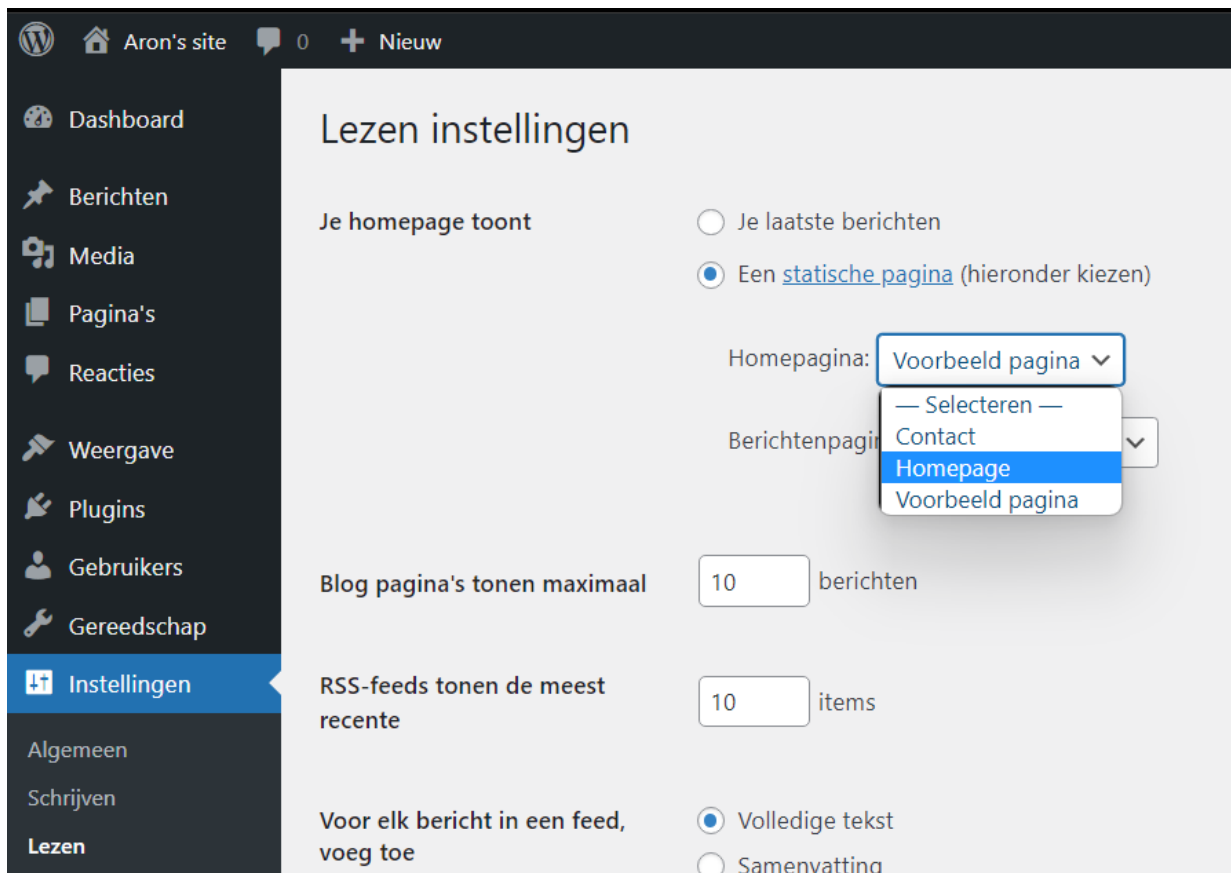 Aron's site 0 Nieuw
Dashboard
Berichten
Media
Pagina's
Reacties
Weergave
Plugins
Gebruikers
Gereedschap
Instellingen
Algemeen
Schrijven
Lezen
Lezen instellingen
Je homepage toont
Je laatste berichten
Een statische pagina (hieronder kiezen)
Homepagina: Voorbeeld pagina
— Selecteren —
Contact
Homepage
Voorbeeld pagina
Berichtenpagin
Blog pagina's tonen maximaal
10 berichten
RSS-feeds tonen de meest
recente
10 items
Voor elk bericht in een feed,
voeg toe
Volledige tekst
Samenvatting